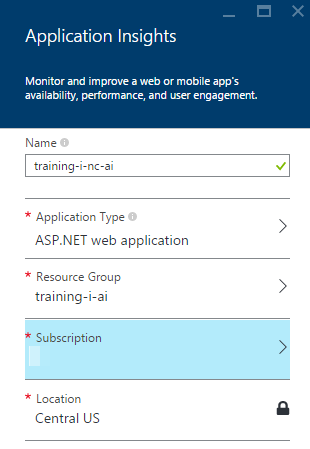 Application Insights
Monitor and improve a web or mobile app's
availability, performance, and user engagement.
Name
training-i-nc-ai
* Application Type
ASP.NET web application
* Resource Group
training-i-ai
* Subscription
* Location
Central US